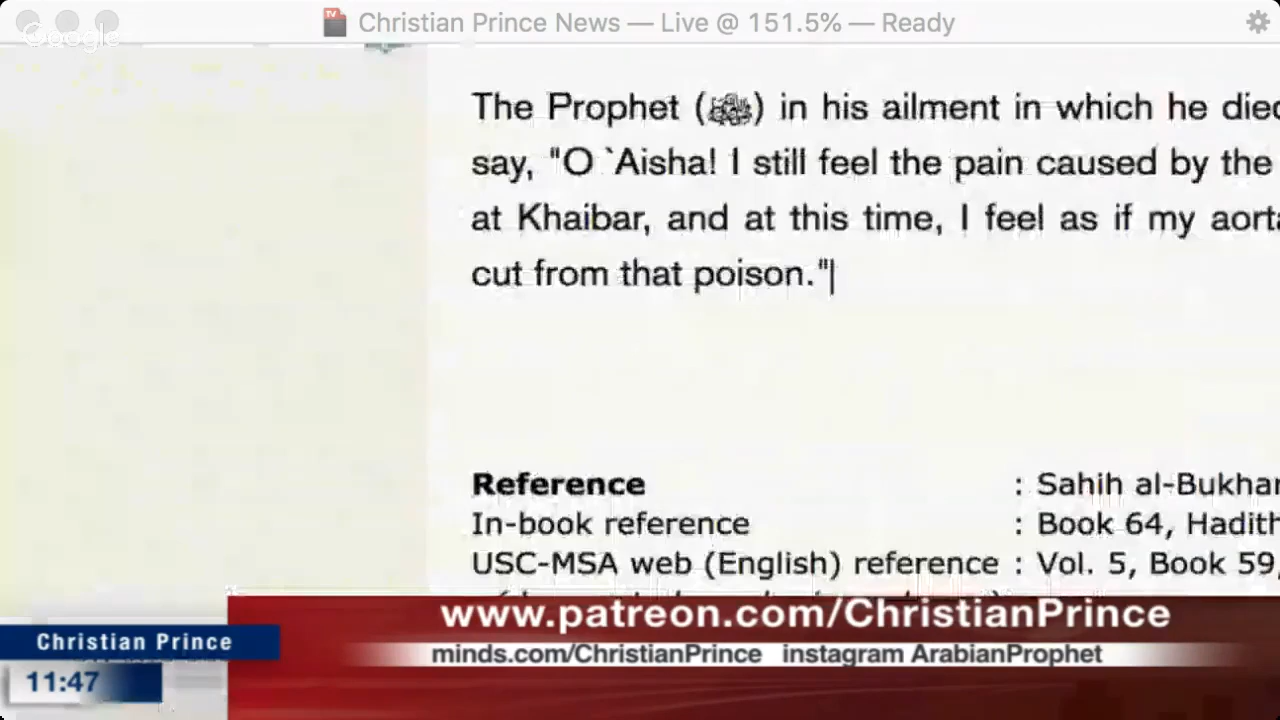 Christian Prince News — Live @ 151.5% — Ready
Google
The Prophet (ﷺ) in his ailment in which he died
say, "O `Aisha! I still feel the pain caused by the
at Khaibar, and at this time, I feel as if my aorta
cut from that poison."
Reference : Sahih al-Bukhar
In-book reference : Book 64, Hadith
USC-MSA web (English) reference : Vol. 5, Book 59,
www.patreon.com/ChristianPrince
Christian Prince
minds.com/ChristianPrince instagram ArabianProphet
11:47